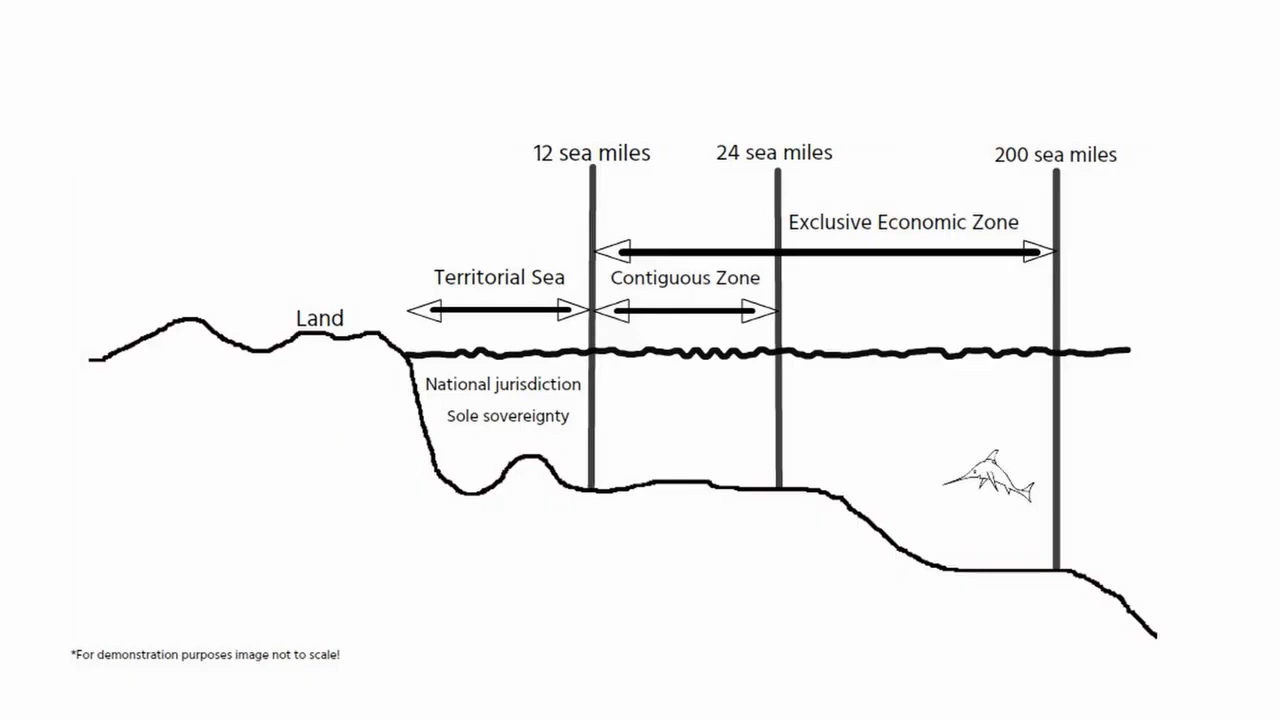 12 sea miles
24 sea miles
200 sea miles
Exclusive Economic Zone
Territorial Sea
Contiguous Zone
Land
National jurisdiction
Sole sovereignty
*For demonstration purposes image not to scale!